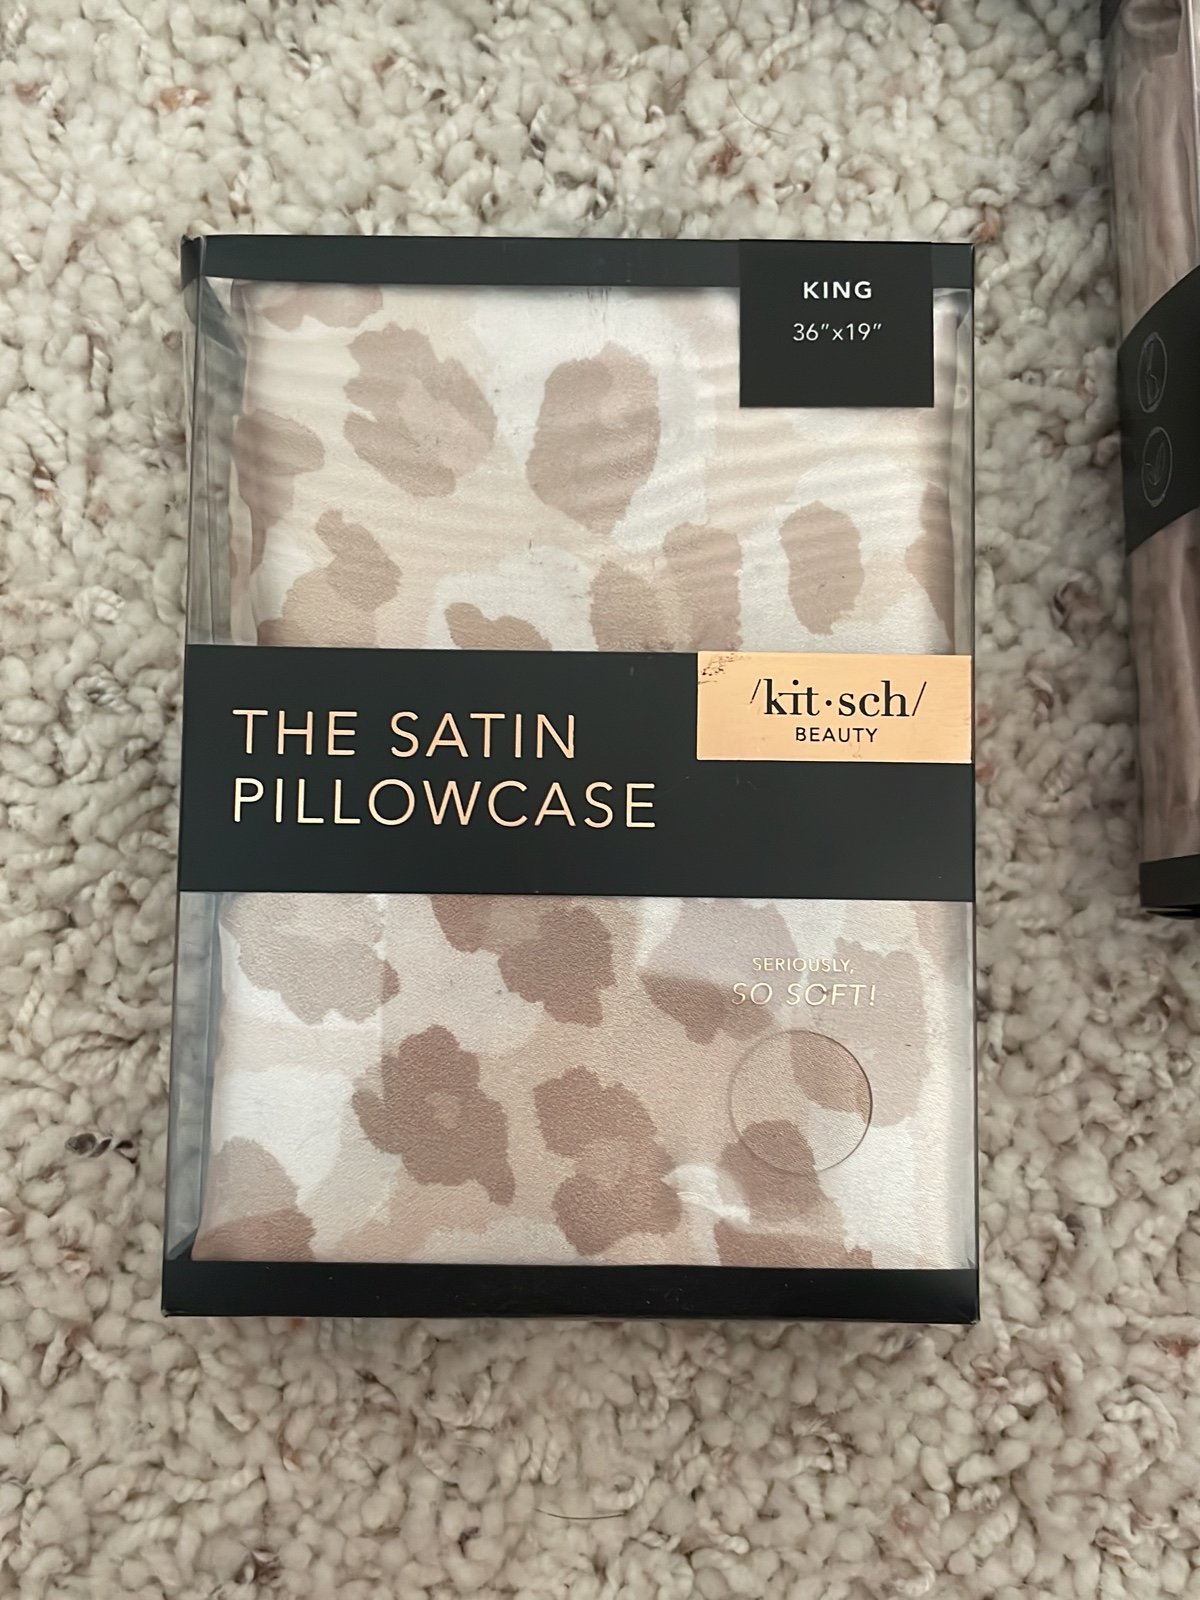 KING
36"x19"
THE SATIN
PILLOWCASE
/kit·sch/
BEAUTY
SERIOUSLY,
SO SOFT!